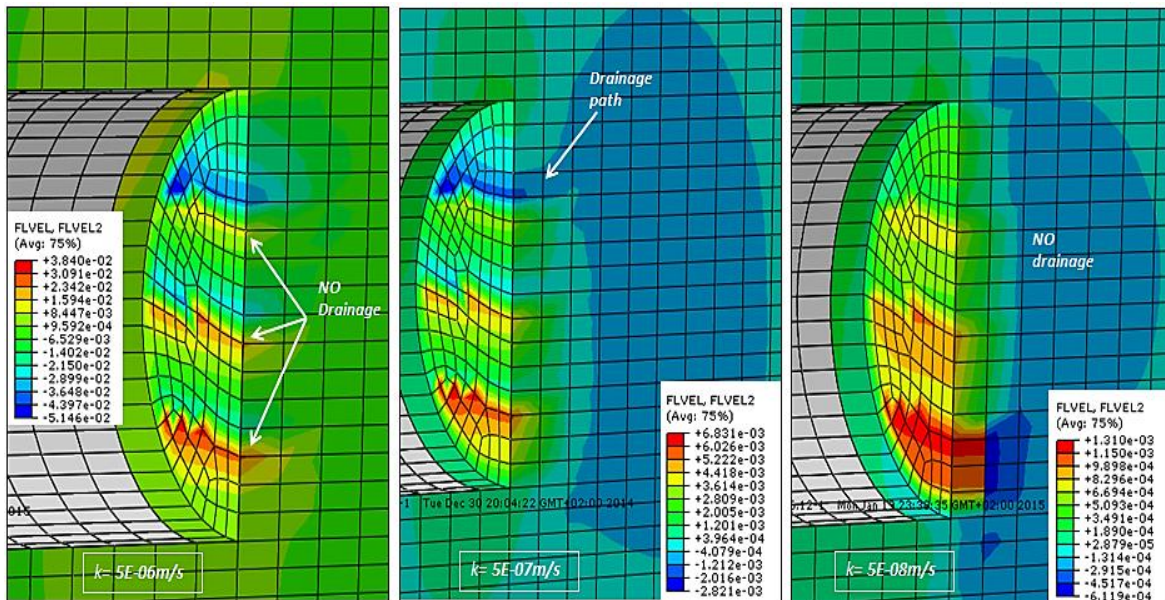 FLVEL, FLVEL2
(Avg: 75%)
+3.840e-02
+3.091e-02
+2.342e-02
+1.594e-02
+8.447e-03
+9.592e-04
-6.529e-03
-1.402e-02
-2.150e-02
-2.899e-02
-3.648e-02
-4.397e-02
-5.146e-02
NO
Drainage
k= 5E-06m/s
Drainage
path
FLVEL, FLVEL2
(Avg: 75%)
+6.831e-03
+6.026e-03
+5.222e-03
+4.418e-03
+3.614e-03
+2.809e-03
+2.005e-03
+1.201e-03
+3.964e-04
-4.079e-04
-1.212e-03
-2.016e-03
-2.821e-03
-1 Tue Dec 30 20:04:22 GMT+02:00 2014
k= 5E-07m/s
NO
drainage
FLVEL, FLVEL2
(Avg: 75%)
+1.310e-03
+1.150e-03
+9.898e-04
+8.296e-04
+6.694e-04
+5.093e-04
+3.491e-04
+1.890e-04
+2.879e-05
-1.314e-04
-2.915e-04
-4.517e-04
-6.119e-04
Mon Jan GMT+02:00 2015
k= 5E-08m/s